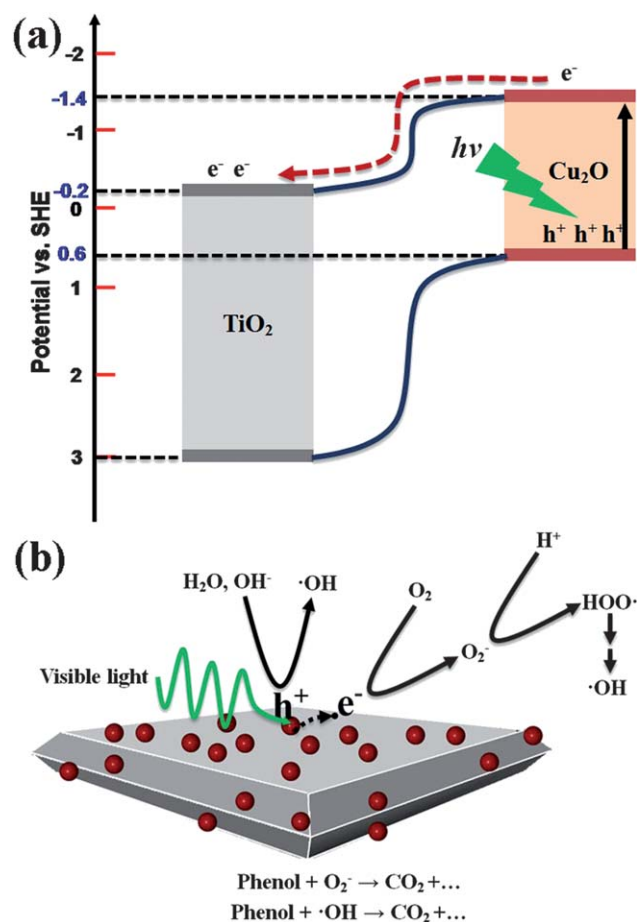 (a)
Potential vs. SHE
-2
-1.4
-1
-0.2
0
0.6
1
2
3
e⁻
e⁻ e⁻
hν
Cu₂O
h⁺ h⁺ h⁺
TiO₂
(b)
H₂O, OH⁻
·OH
O₂
O₂⁻
H⁺
HOO·
·OH
Visible light
h⁺
e⁻
Phenol + O₂⁻ → CO₂ +...
Phenol + ·OH → CO₂ +...